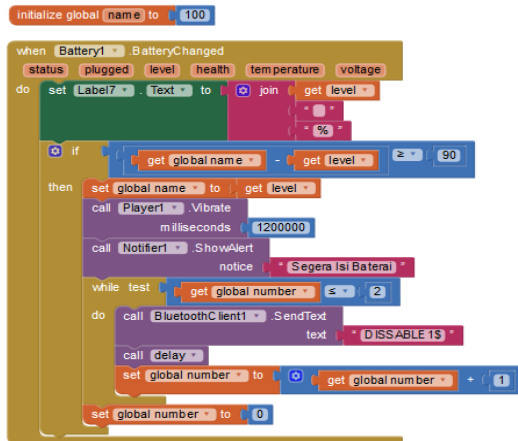 initialize global name to 100
when Battery1 .BatteryChanged
status plugged level health temperature voltage
do set Label7 . Text to join get level
" "
" % "
if get global name - get level ≥ 90
then set global name to get level
call Player1 .Vibrate
milliseconds 1200000
call Notifier1 .ShowAlert
notice " Segera Isi Baterai "
while test get global number ≤ 2
do call BluetoothClient1 .SendText
text " DISSABLE1$ "
call delay
set global number to get global number + 1
set global number to 0